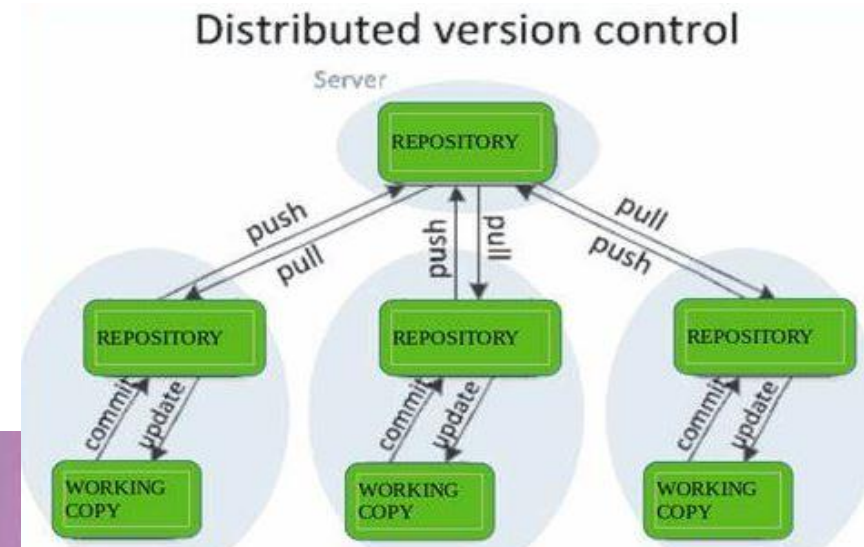 Distributed version control
Server
REPOSITORY
push
pull
push
pull
pull
push
REPOSITORY
REPOSITORY
REPOSITORY
commit
update
commit
update
commit
update
WORKING
COPY
WORKING
COPY
WORKING
COPY